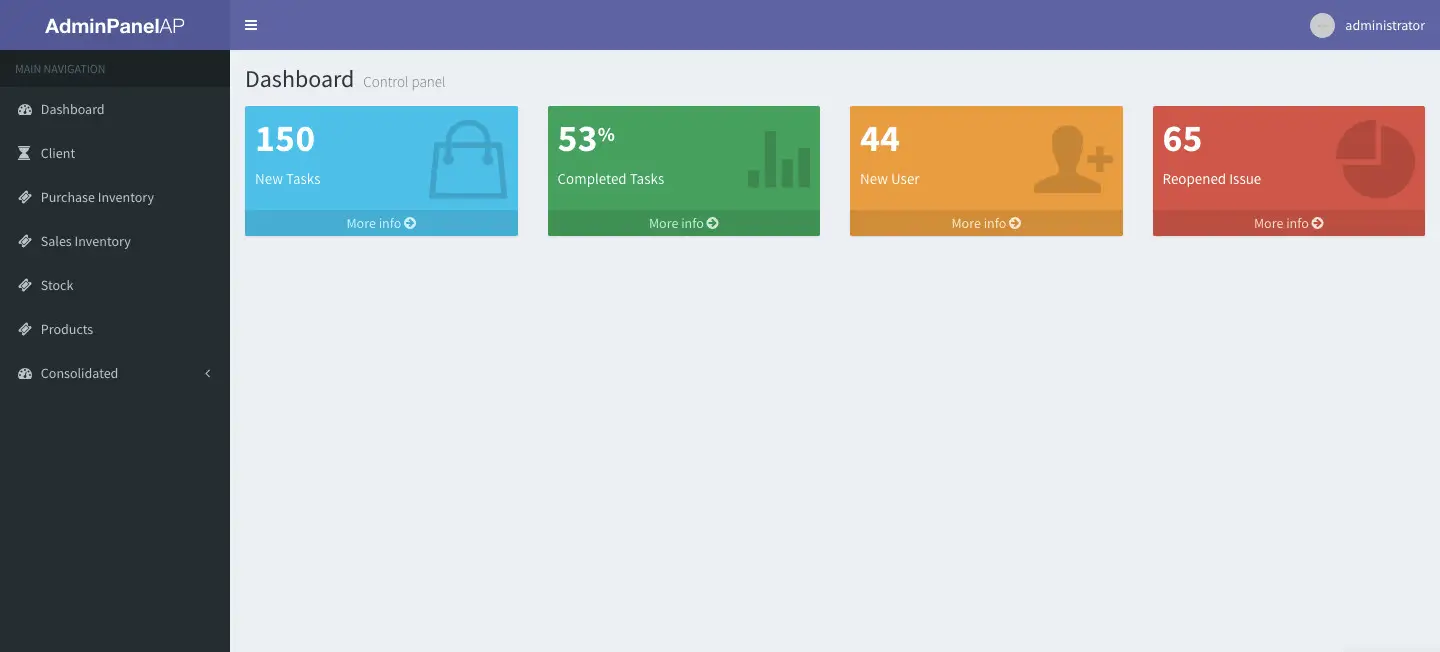 AdminPanelAP
administrator
MAIN NAVIGATION
Dashboard
Client
Purchase Inventory
Sales Inventory
Stock
Products
Consolidated
Dashboard Control panel
150
New Tasks
More info
53%
Completed Tasks
More info
44
New User
More info
65
Reopened Issue
More info